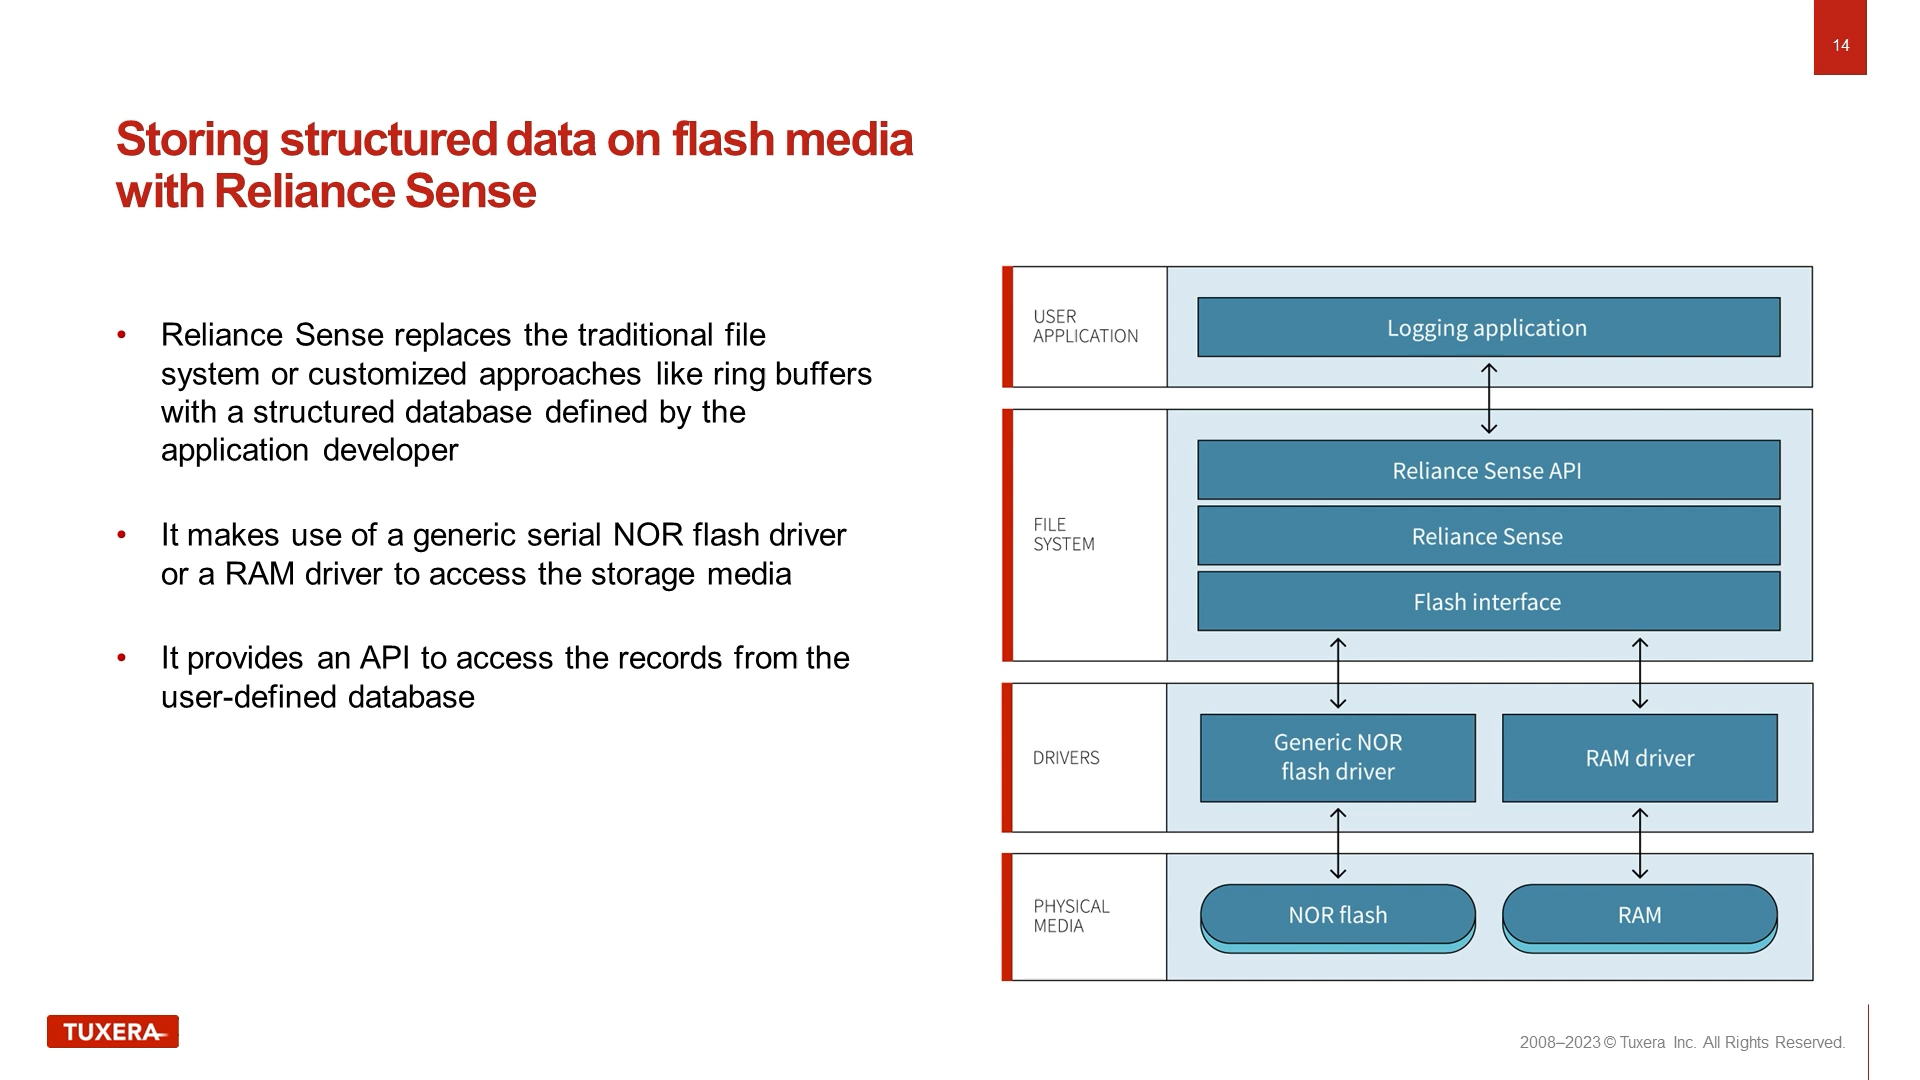 14
Storing structured data on flash media
with Reliance Sense
• Reliance Sense replaces the traditional file
system or customized approaches like ring buffers
with a structured database defined by the
application developer
• It makes use of a generic serial NOR flash driver
or a RAM driver to access the storage media
• It provides an API to access the records from the
user-defined database
USER
APPLICATION
Logging application
FILE
SYSTEM
Reliance Sense API
Reliance Sense
Flash interface
DRIVERS
Generic NOR
flash driver
RAM driver
PHYSICAL
MEDIA
NOR flash
RAM
TUXERA
2008–2023 © Tuxera Inc. All Rights Reserved.